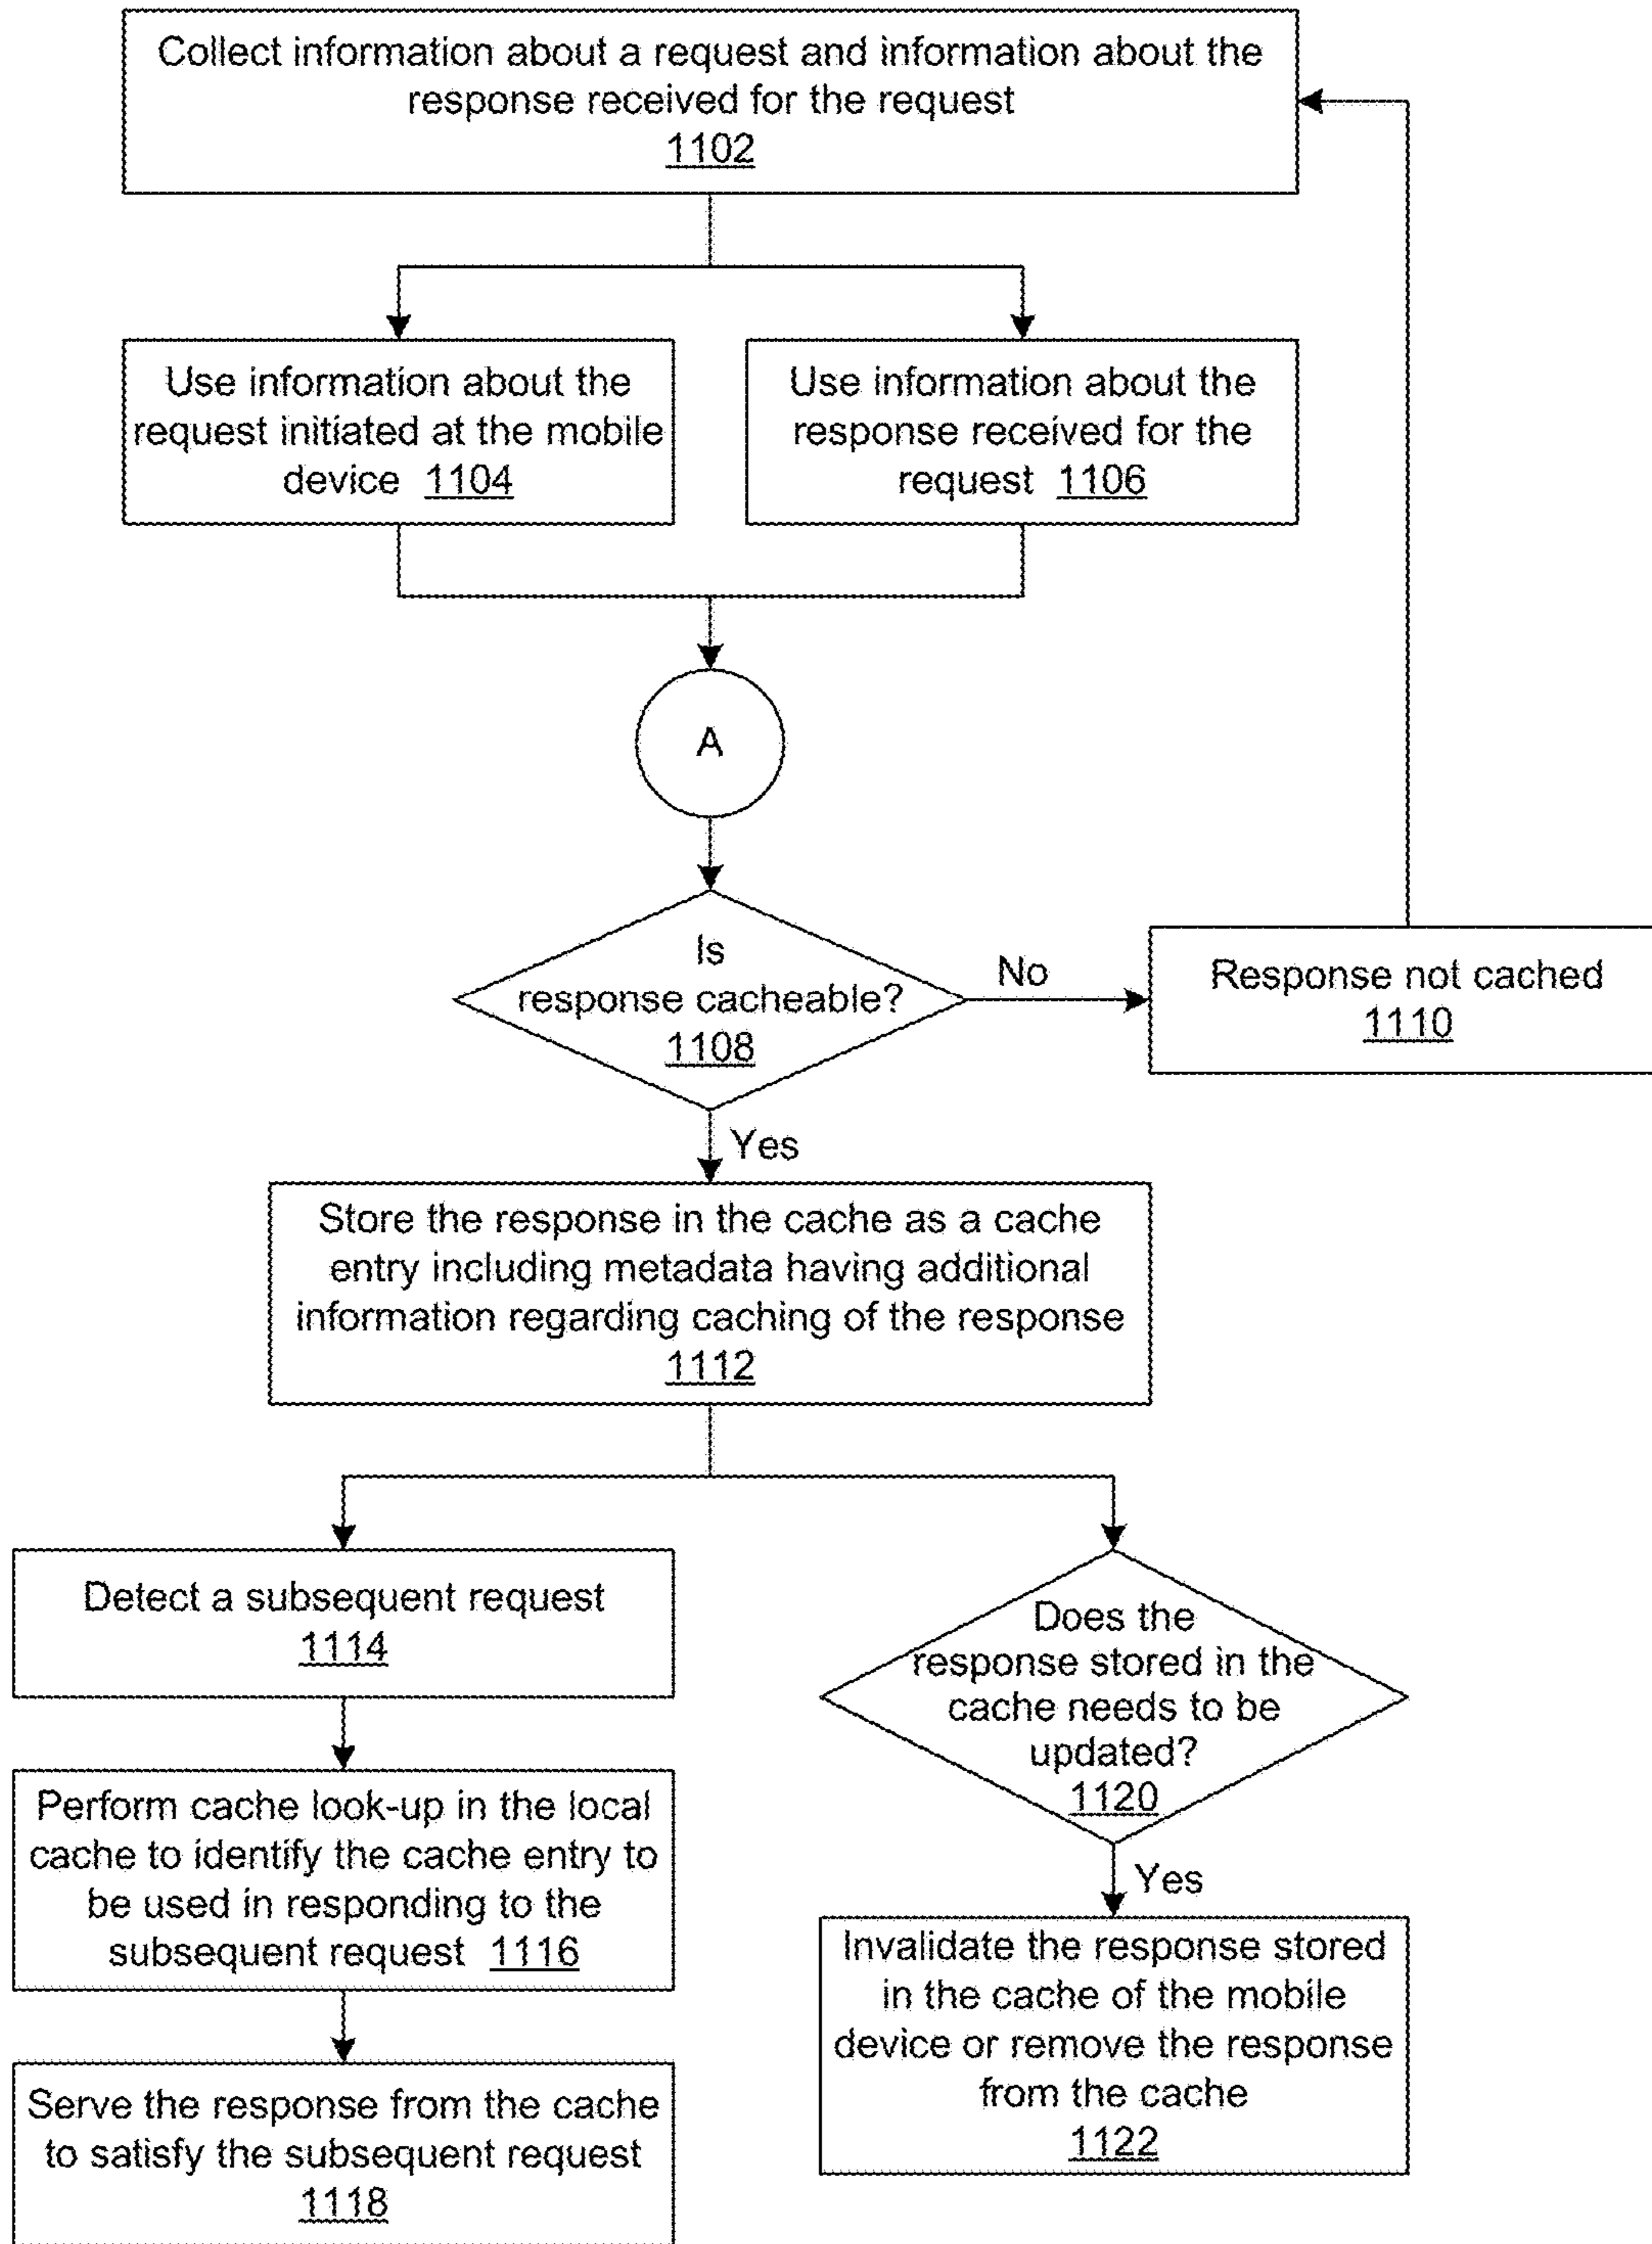 Collect information about a request and information about the
response received for the request
1102
Use information about the
request initiated at the mobile
device 1104
Use information about the
response received for the
request 1106
A
Is
response cacheable?
1108
No
Response not cached
1110
Yes
Store the response in the cache as a cache
entry including metadata having additional
information regarding caching of the response
1112
Detect a subsequent request
1114
Perform cache look-up in the local
cache to identify the cache entry to
be used in responding to the
subsequent request 1116
Serve the response from the cache
to satisfy the subsequent request
1118
Does the
response stored in the
cache needs to be
updated?
1120
Yes
Invalidate the response stored
in the cache of the mobile
device or remove the response
from the cache
1122